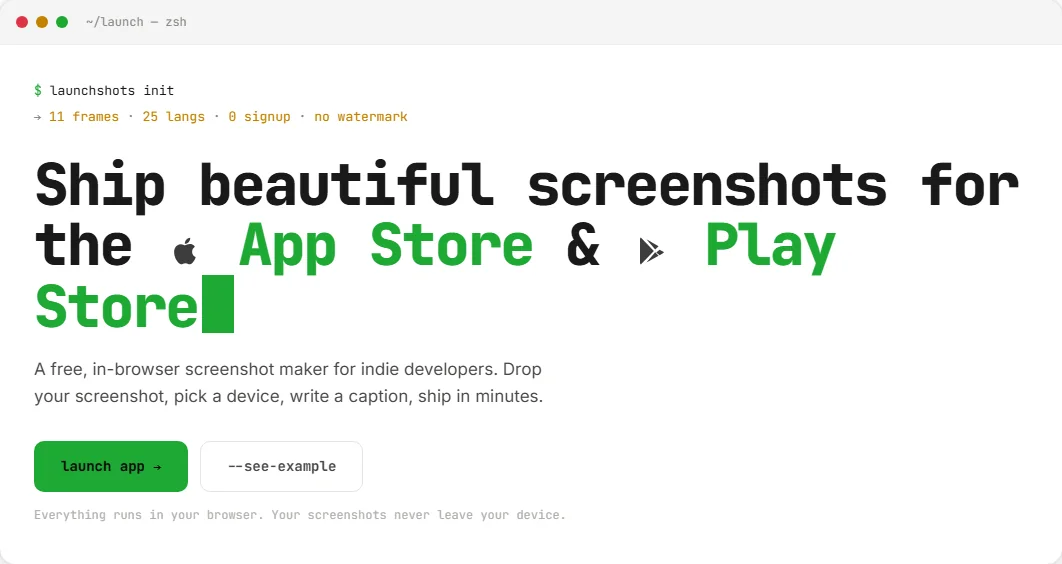 ~/launch — zsh
$ launchshots init
→ 11 frames · 25 langs · 0 signup · no watermark
Ship beautiful screenshots for
the App Store & Play
Store
A free, in-browser screenshot maker for indie developers. Drop
your screenshot, pick a device, write a caption, ship in minutes.
launch app →
--see-example
Everything runs in your browser. Your screenshots never leave your device.